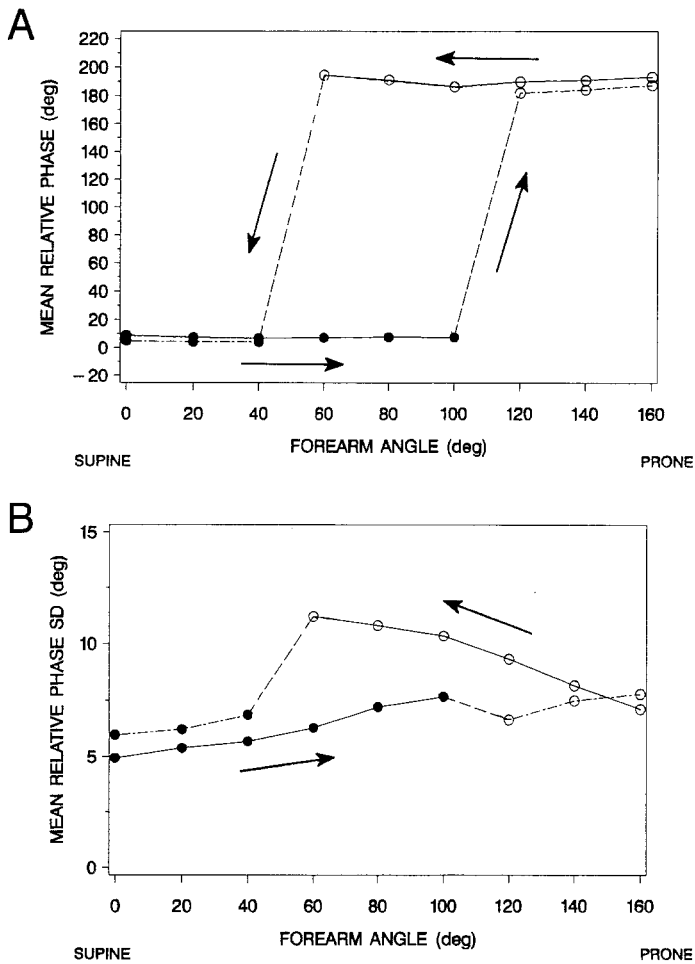 A
MEAN RELATIVE PHASE (deg)
220
200
180
160
140
120
100
80
60
40
20
0
−20
0 20 40 60 80 100 120 140 160
FOREARM ANGLE (deg)
SUPINE PRONE
B
MEAN RELATIVE PHASE SD (deg)
15
10
5
0
0 20 40 60 80 100 120 140 160
FOREARM ANGLE (deg)
SUPINE PRONE